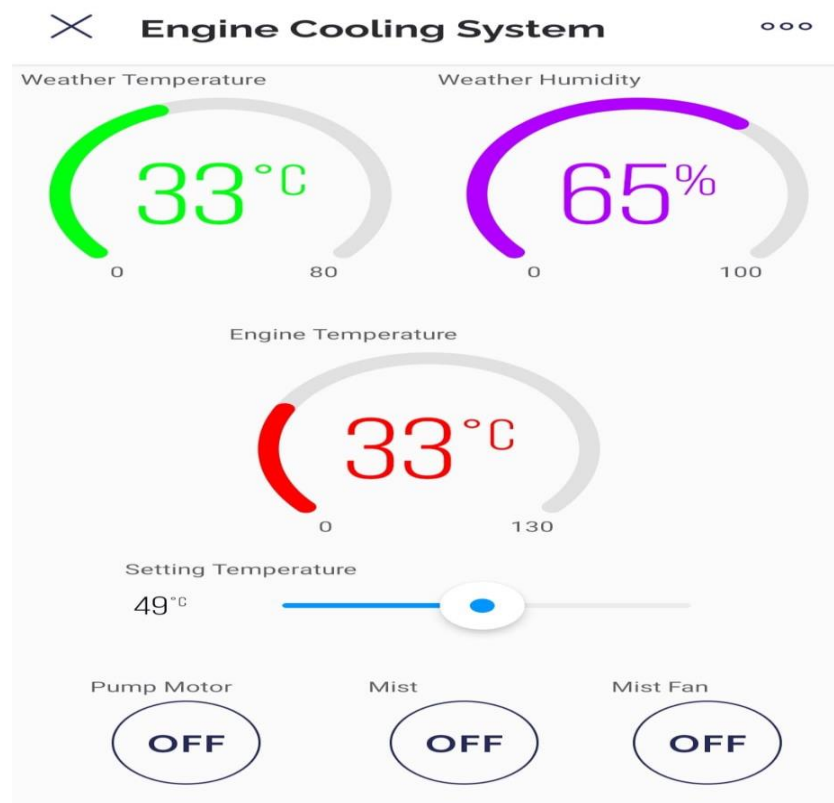 Engine Cooling System
Weather Temperature
Weather Humidity
33°C
65%
0
80
0
100
Engine Temperature
33°C
0
130
Setting Temperature
49°C
Pump Motor
Mist
Mist Fan
OFF
OFF
OFF